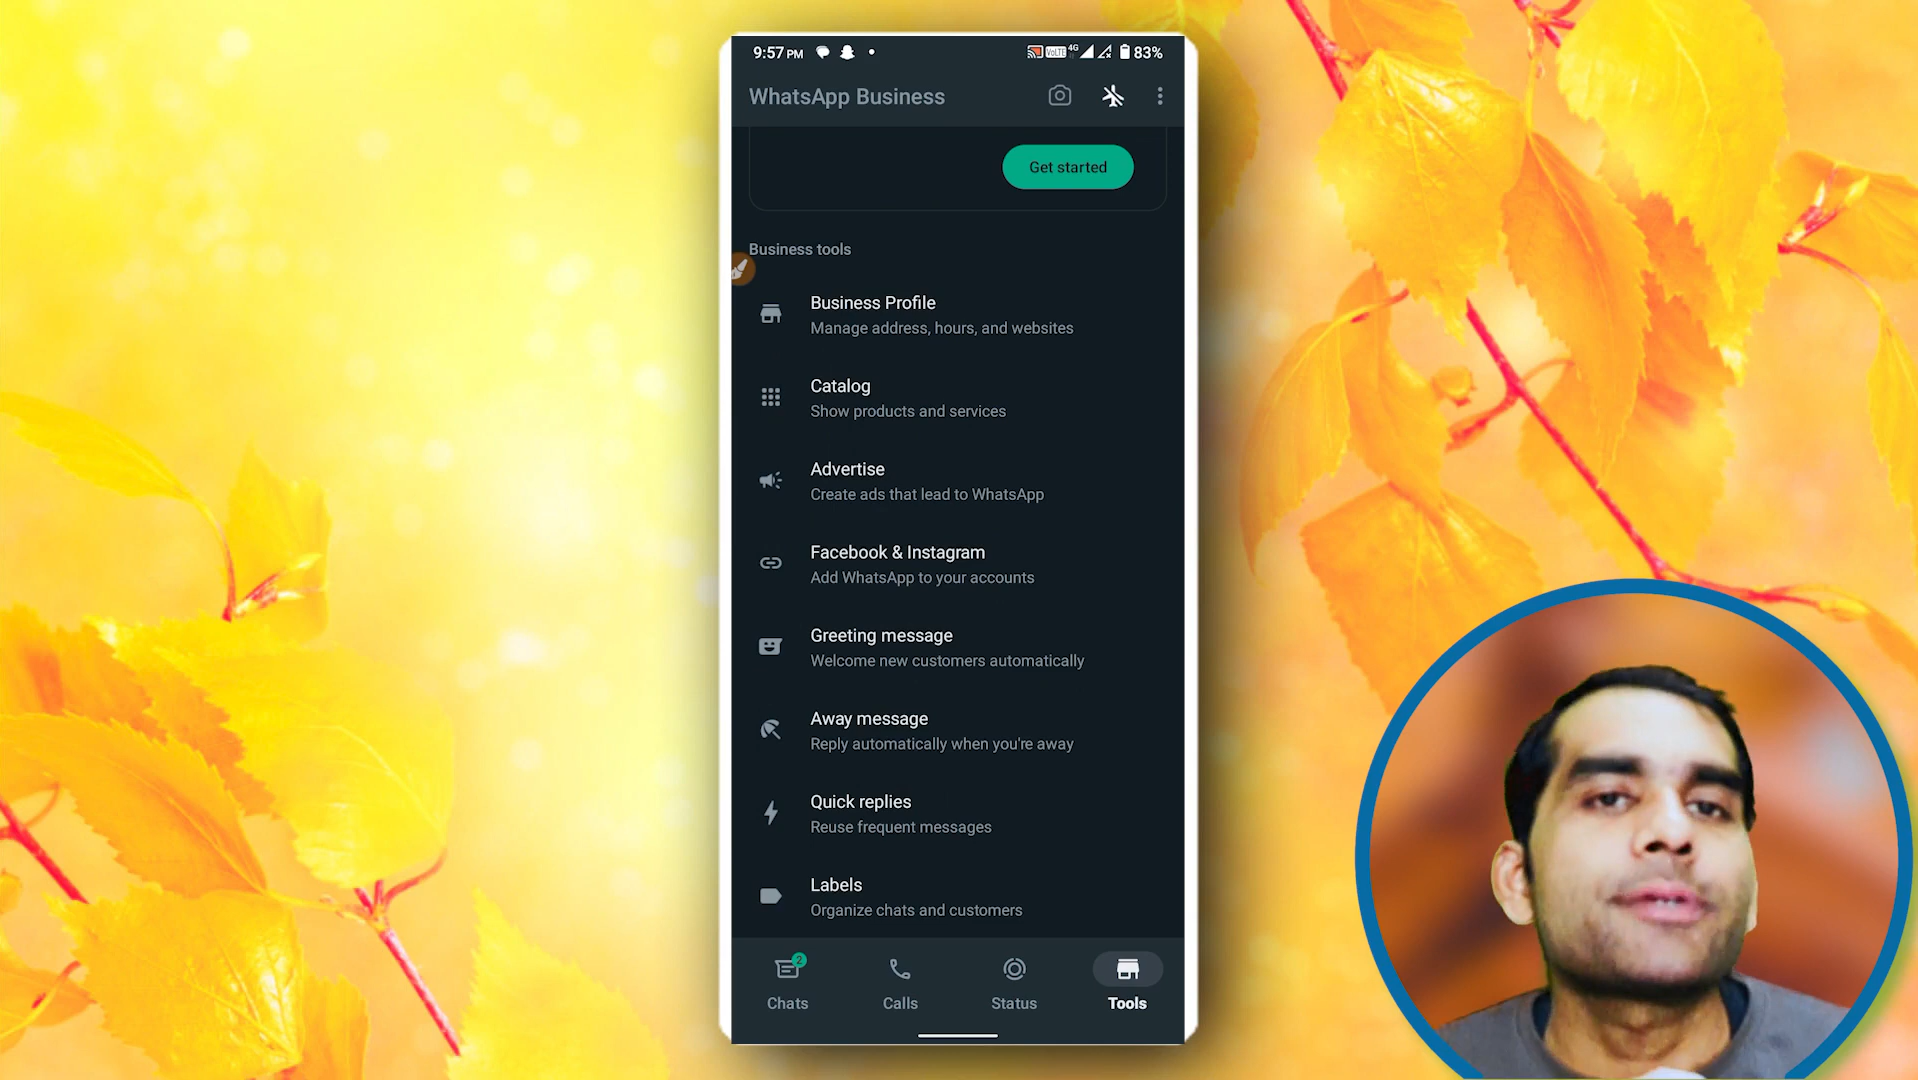 9:57 PM VoLTE 4G 83%
WhatsApp Business
Get started
Business tools
Business Profile
Manage address, hours, and websites
Catalog
Show products and services
Advertise
Create ads that lead to WhatsApp
Facebook & Instagram
Add WhatsApp to your accounts
Greeting message
Welcome new customers automatically
Away message
Reply automatically when you're away
Quick replies
Reuse frequent messages
Labels
Organize chats and customers
2
Chats Calls Status Tools